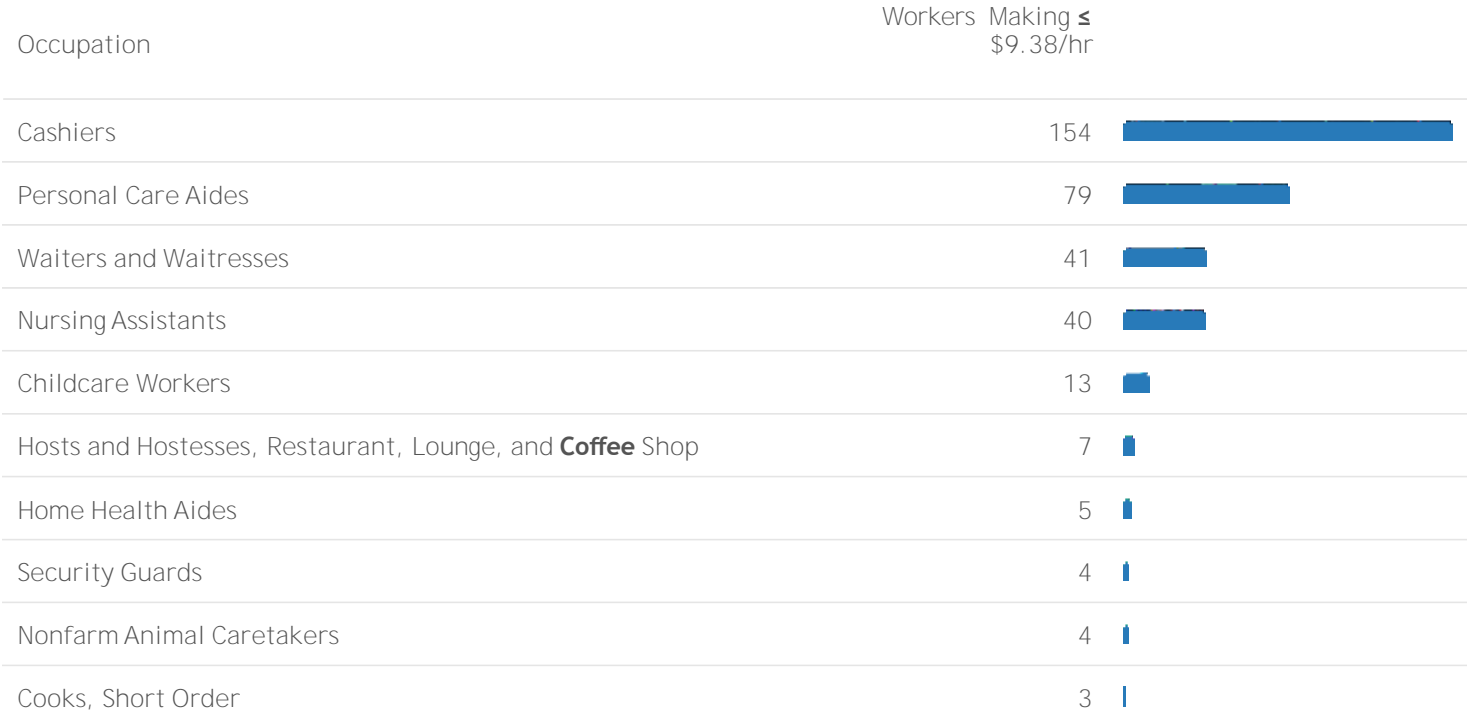 Workers Making ≤
Occupation $9.38/hr
Cashiers 154
Personal Care Aides 79
Waiters and Waitresses 41
Nursing Assistants 40
Childcare Workers 13
Hosts and Hostesses, Restaurant, Lounge, and Coffee Shop 7
Home Health Aides 5
Security Guards 4
Nonfarm Animal Caretakers 4
Cooks, Short Order 3